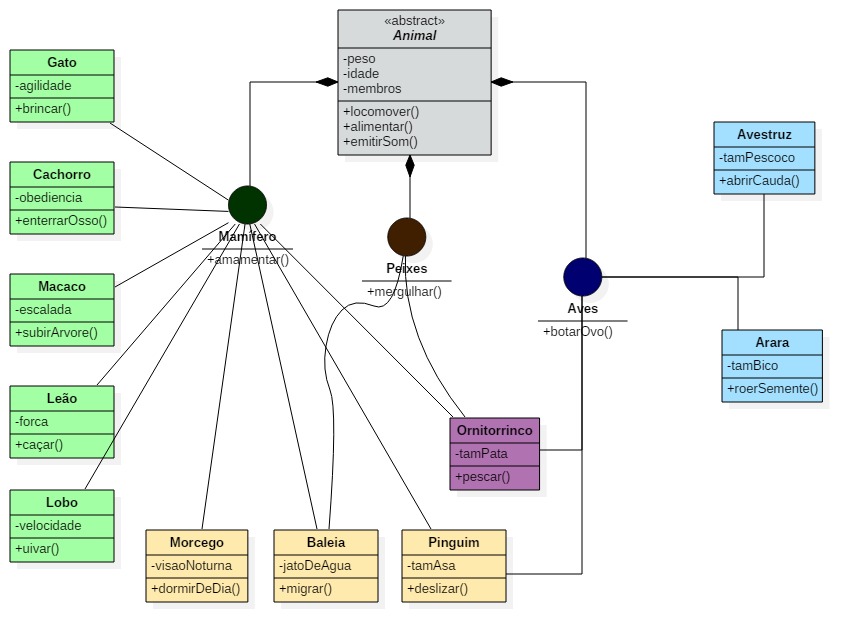 «abstract»
Animal
-peso
-idade
-membros
+locomover()
+alimentar()
+emitirSom()
Gato
-agilidade
+brincar()
Cachorro
-obediencia
+enterrarOsso()
Macaco
-escalada
+subirArvore()
Leão
-forca
+caçar()
Lobo
-velocidade
+uivar()
Mamífero
+amamentar()
Peixes
+mergulhar()
Aves
+botarOvo()
Avestruz
-tamPescoco
+abrirCauda()
Arara
-tamBico
+roerSemente()
Ornitorrinco
-tamPata
+pescar()
Morcego
-visaoNoturna
+dormirDeDia()
Baleia
-jatoDeAgua
+migrar()
Pinguim
-tamAsa
+deslizar()